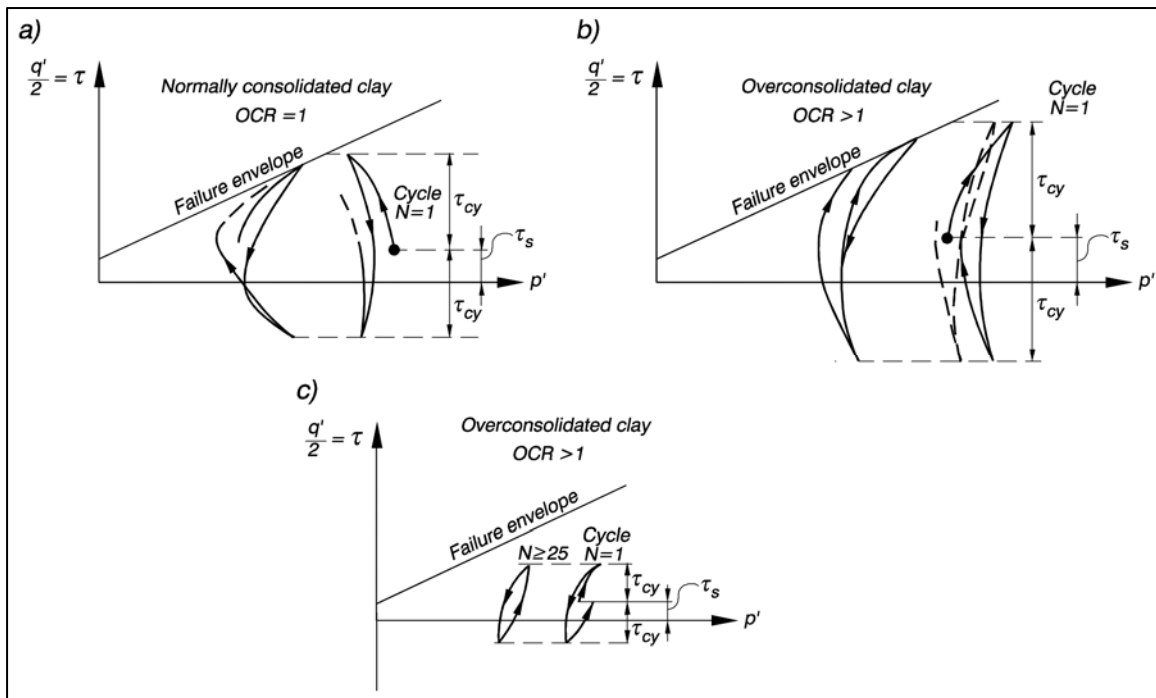 a)
q'/2 = τ
Normally consolidated clay
OCR = 1
Failure envelope
Cycle
N=1
τcy
τs
τcy
p'
b)
q'/2 = τ
Overconsolidated clay
OCR >1
Cycle
N=1
Failure envelope
τcy
τs
τcy
p'
c)
q'/2 = τ
Overconsolidated clay
OCR >1
Failure envelope
N≥25
Cycle
N=1
τcy
τs
τcy
p'